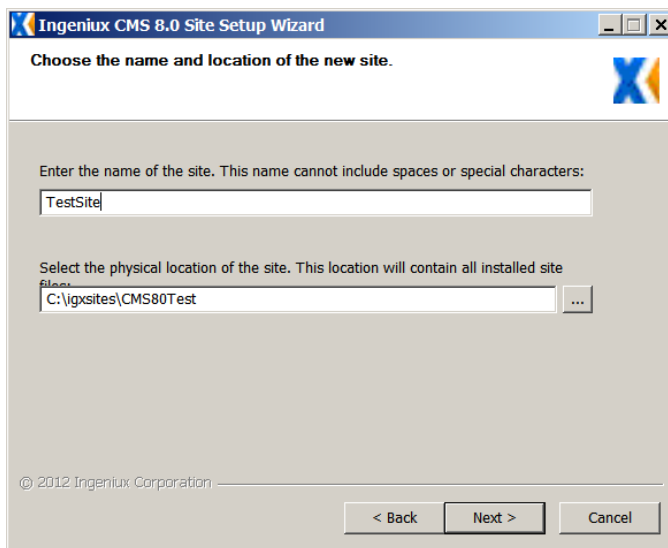 Ingeniux CMS 8.0 Site Setup Wizard
Choose the name and location of the new site.
Enter the name of the site. This name cannot include spaces or special characters:
TestSite
Select the physical location of the site. This location will contain all installed site
files:
C:\igxsites\CMS80Test
...
© 2012 Ingeniux Corporation
< Back Next > Cancel